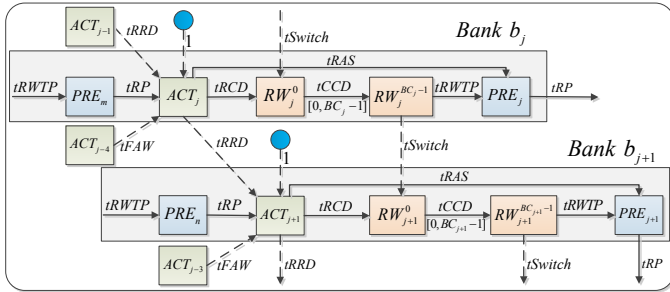 ACT_{j-1}
tRRD
1
tSwitch
Bank b_j
tRAS
tRWTP
PRE_m
tRP
ACT_j
tRCD
RW_j^0
tCCD
[0, BC_j -1]
RW_j^{BC_j-1}
tRWTP
PRE_j
tRP
ACT_{j-4}
tFAW
tRRD
1
tSwitch
Bank b_{j+1}
tRAS
tRWTP
PRE_n
tRP
ACT_{j+1}
tRCD
RW_{j+1}^0
tCCD
[0, BC_{j+1} -1]
RW_{j+1}^{BC_{j+1}-1}
tRWTP
PRE_{j+1}
ACT_{j-3}
tFAW
tRRD
tSwitch
tRP